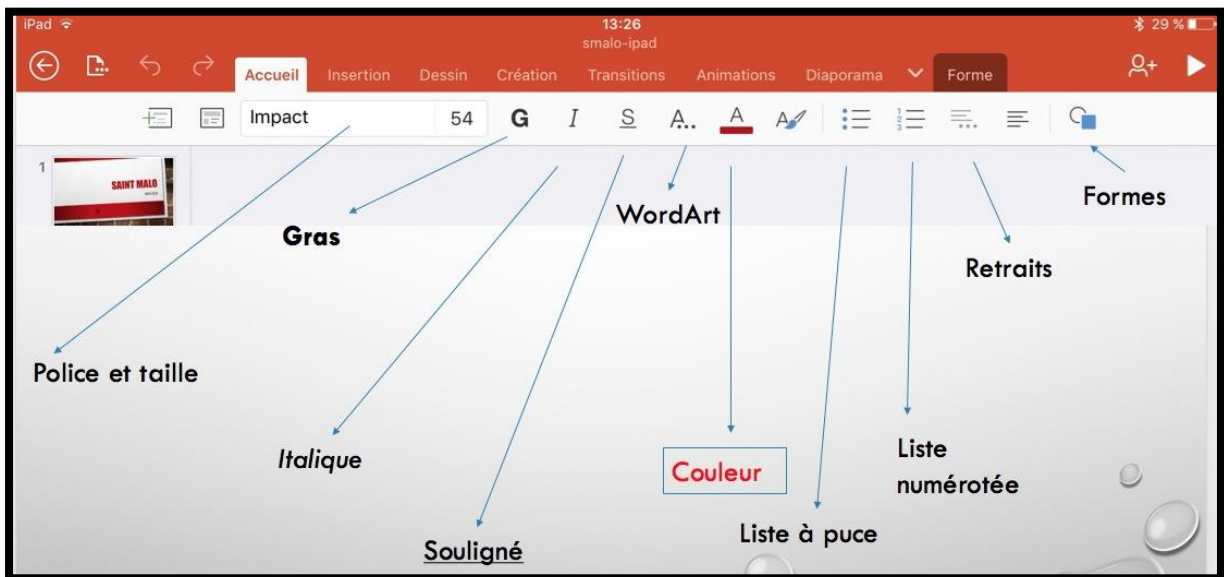 iPad 13:26 29 %
smalo-ipad
Accueil Insertion Dessin Création Transitions Animations Diaporama Forme
Impact 54 G I S A.. A A
1
SAINT MALO
Formes
WordArt
Gras
Retraits
Police et taille
Liste
numérotée
Italique
Couleur
Liste à puce
Souligné